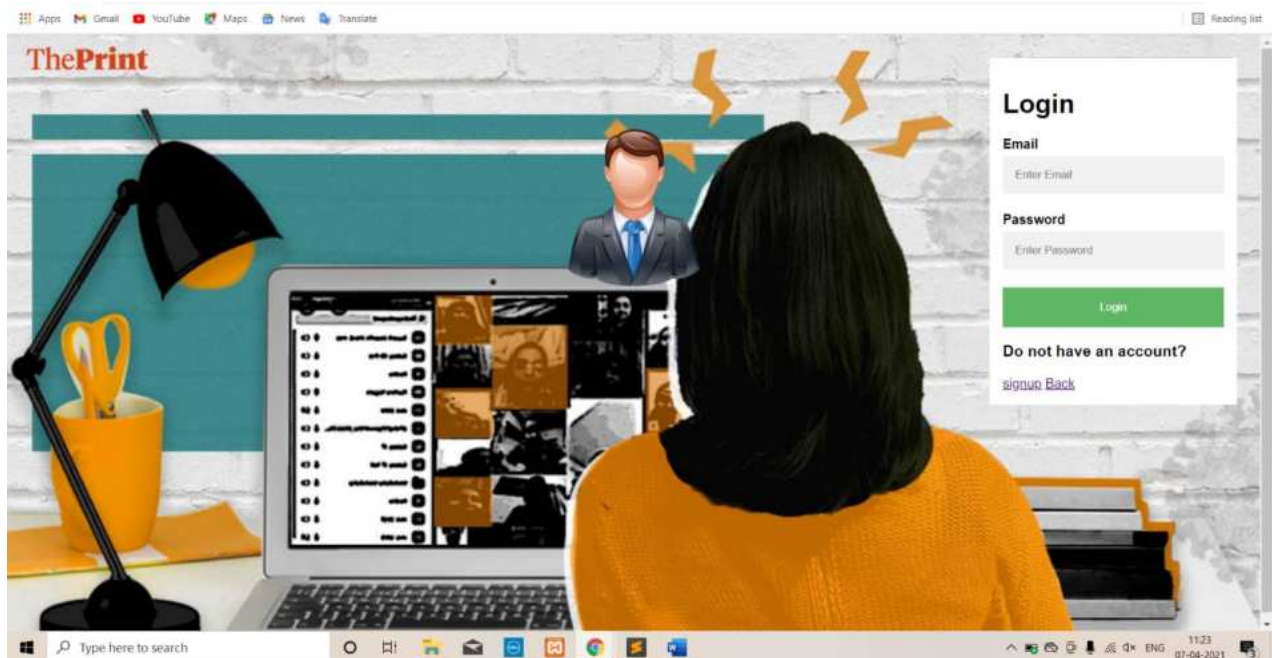 Apps Gmail YouTube Maps News Translate Reading list
ThePrint
Login
Email
Enter Email
Password
Enter Password
Login
Do not have an account?
signup Back
Type here to search
ENG
11:23
07-04-2021
3